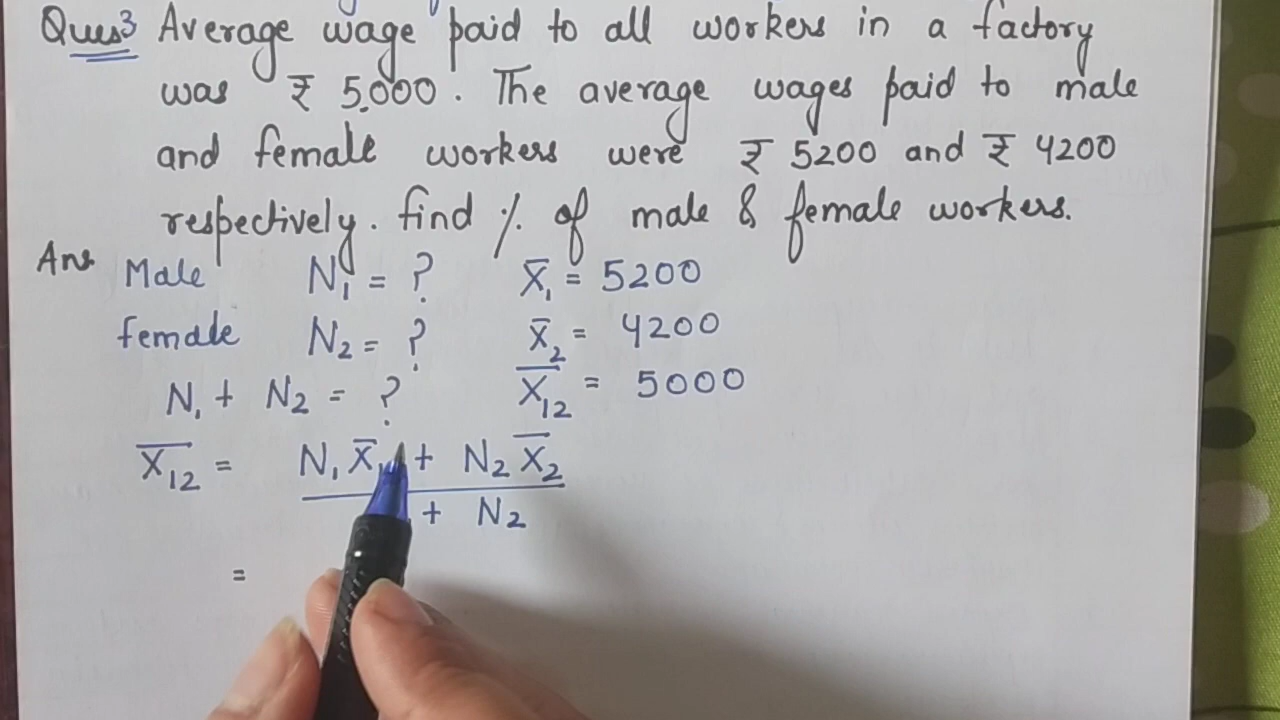 Ques 3 Average wage paid to all workers in a factory
was ₹ 5,000. The average wages paid to male
and female workers were ₹ 5200 and ₹ 4200
respectively. find % of male & female workers.
Ans Male N₁ = ? X̄₁ = 5200
female N₂ = ? X̄₂ = 4200
N₁ + N₂ = ? X̄₁₂ = 5000
X̄₁₂ = N₁ X̄₁ + N₂ X̄₂
+ N₂
=